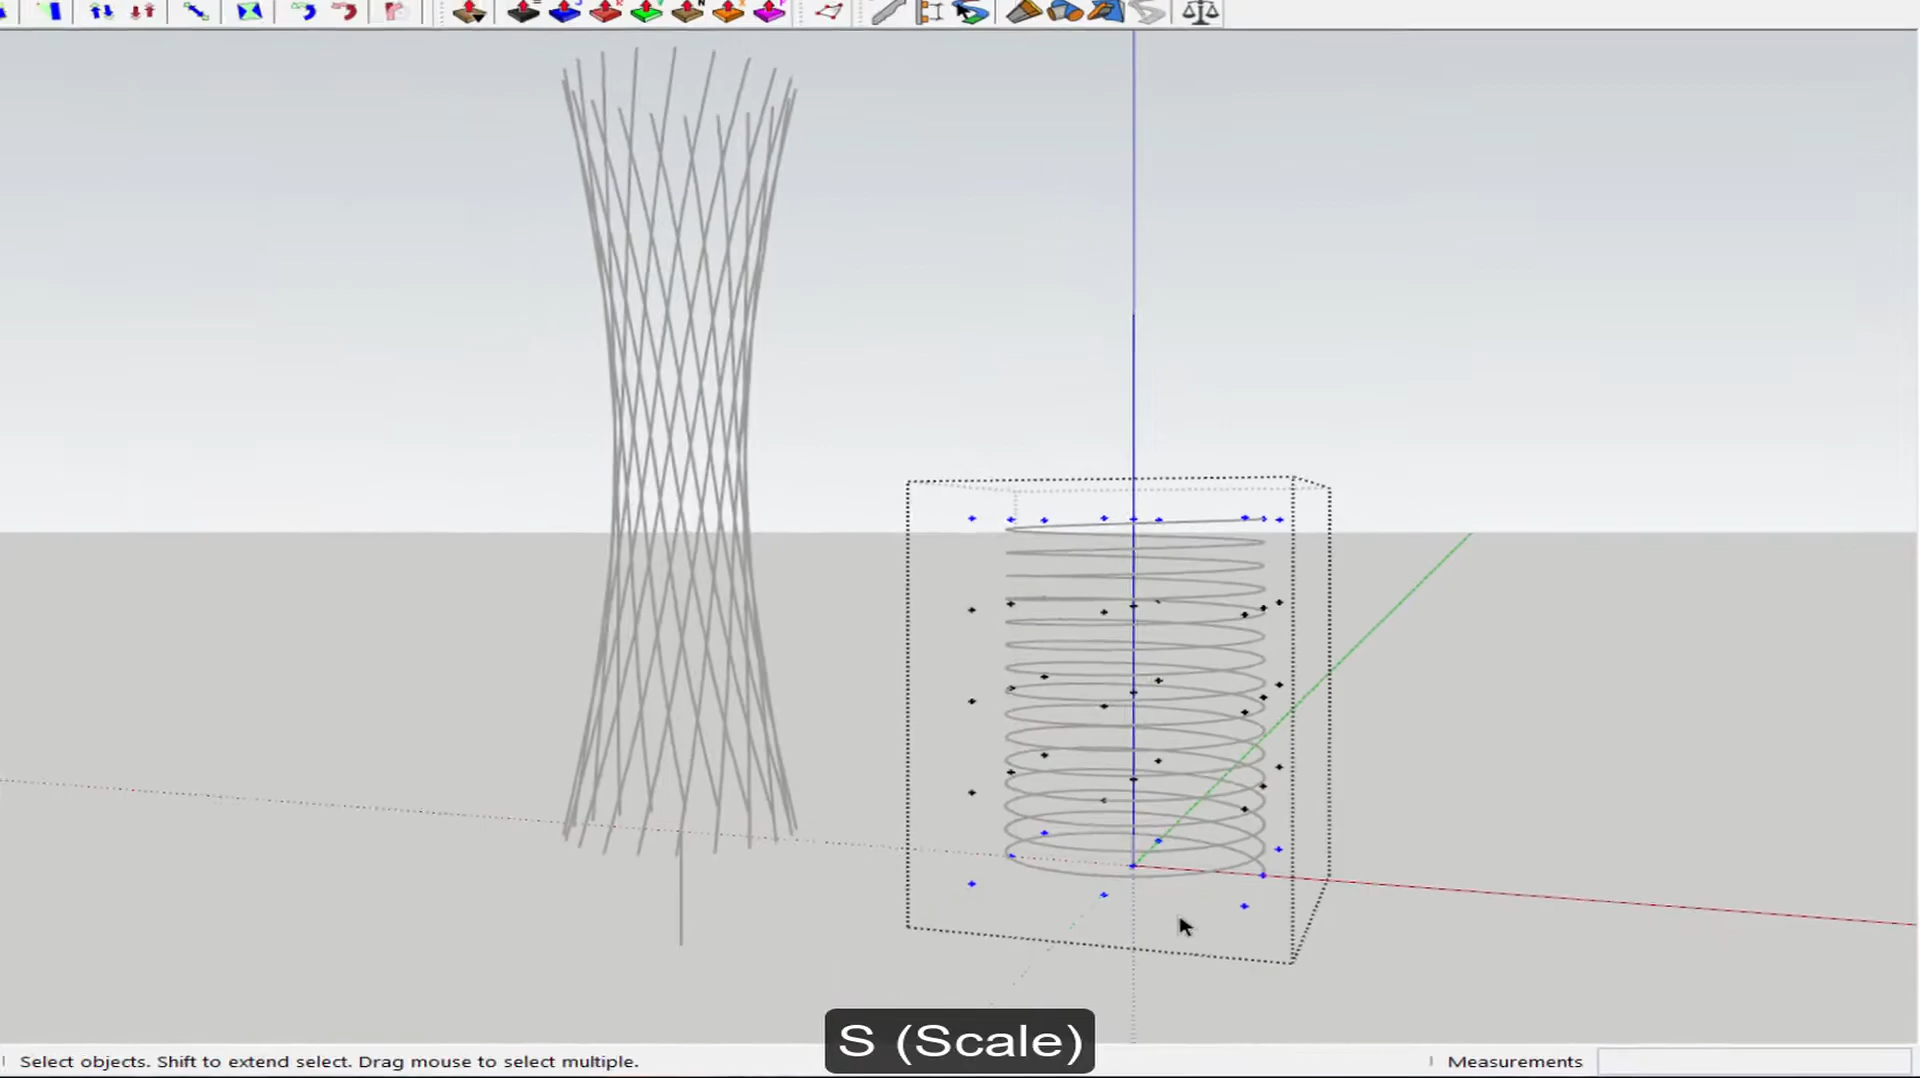 S (Scale)
Select objects. Shift to extend select. Drag mouse to select multiple.
Measurements